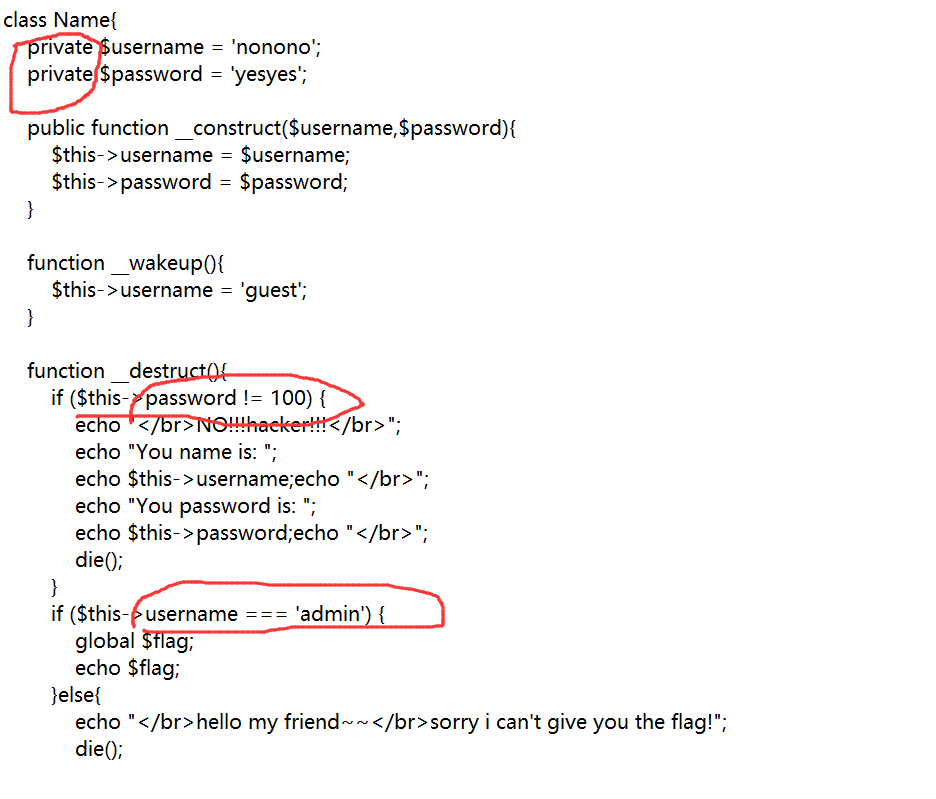 class Name{
private $username = 'nonono';
private $password = 'yesyes';
public function __construct($username,$password){
$this->username = $username;
$this->password = $password;
}
function __wakeup(){
$this->username = 'guest';
}
function __destruct(){
if ($this->password != 100) {
echo "</br>NO!!!hacker!!!</br>";
echo "You name is: ";
echo $this->username;echo "</br>";
echo "You password is: ";
echo $this->password;echo "</br>";
die();
}
if ($this->username === 'admin') {
global $flag;
echo $flag;
}else{
echo "</br>hello my friend~~</br>sorry i can't give you the flag!";
die();